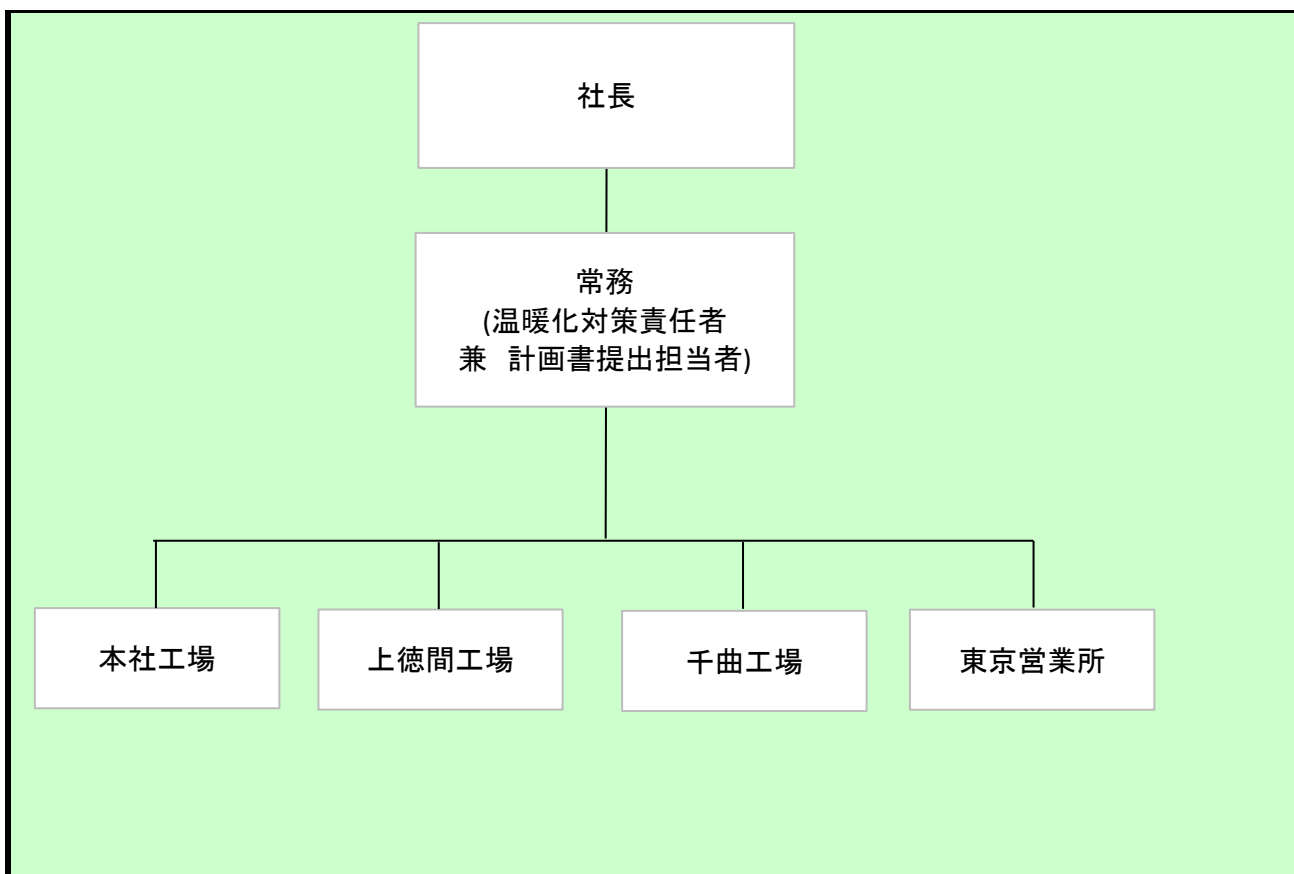 社長
常務
(温暖化対策責任者
兼　計画書提出担当者)
本社工場
上徳間工場
千曲工場
東京営業所